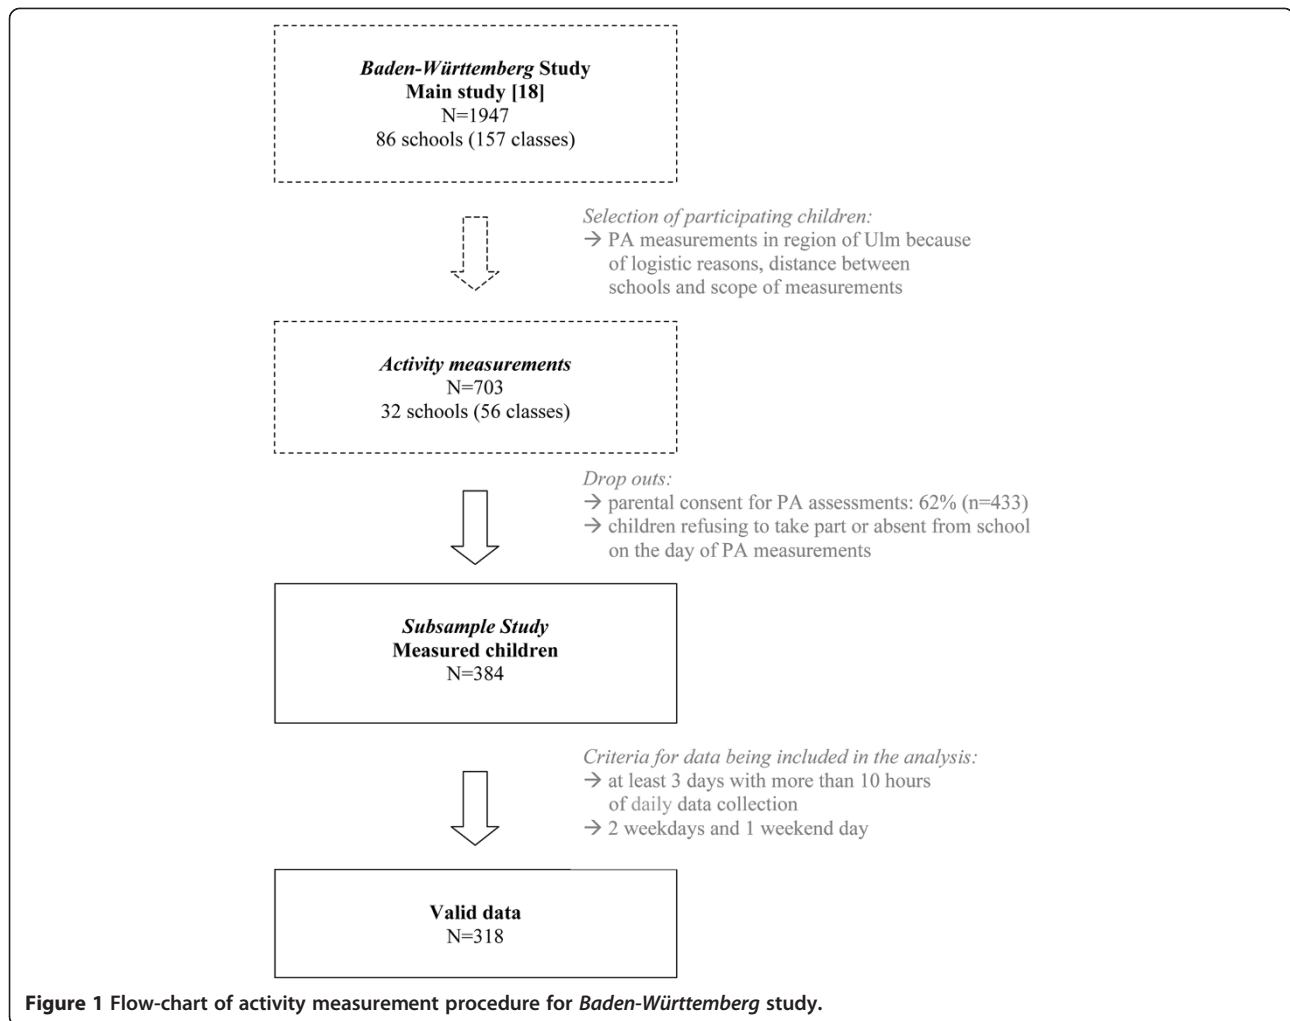 Baden-Württemberg Study
Main study [18]
N=1947
86 schools (157 classes)
Selection of participating children:
→ PA measurements in region of Ulm because
of logistic reasons, distance between
schools and scope of measurements
Activity measurements
N=703
32 schools (56 classes)
Drop outs:
→ parental consent for PA assessments: 62% (n=433)
→ children refusing to take part or absent from school
on the day of PA measurements
Subsample Study
Measured children
N=384
Criteria for data being included in the analysis:
→ at least 3 days with more than 10 hours
of daily data collection
→ 2 weekdays and 1 weekend day
Valid data
N=318
Figure 1 Flow-chart of activity measurement procedure for Baden-Württemberg study.